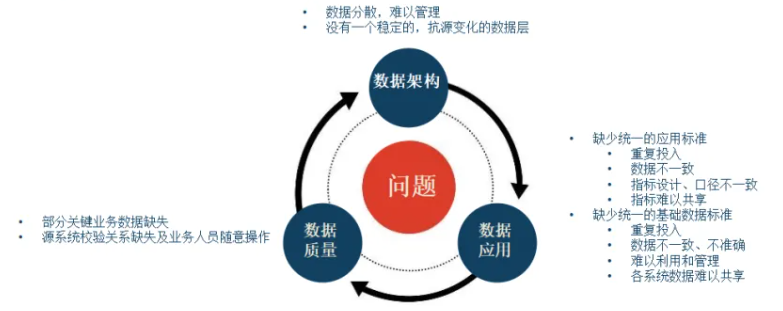 • 数据分散，难以管理
• 没有一个稳定的，抗源变化的数据层
数据架构
问题
• 缺少统一的应用标准
• 重复投入
• 数据不一致
• 指标设计、口径不一致
• 指标难以共享
• 缺少统一的基础数据标准
• 重复投入
• 数据不一致、不准确
• 难以利用和管理
• 各系统数据难以共享
数据
应用
数据
质量
• 部分关键业务数据缺失
• 源系统校验关系缺失及业务人员随意操作